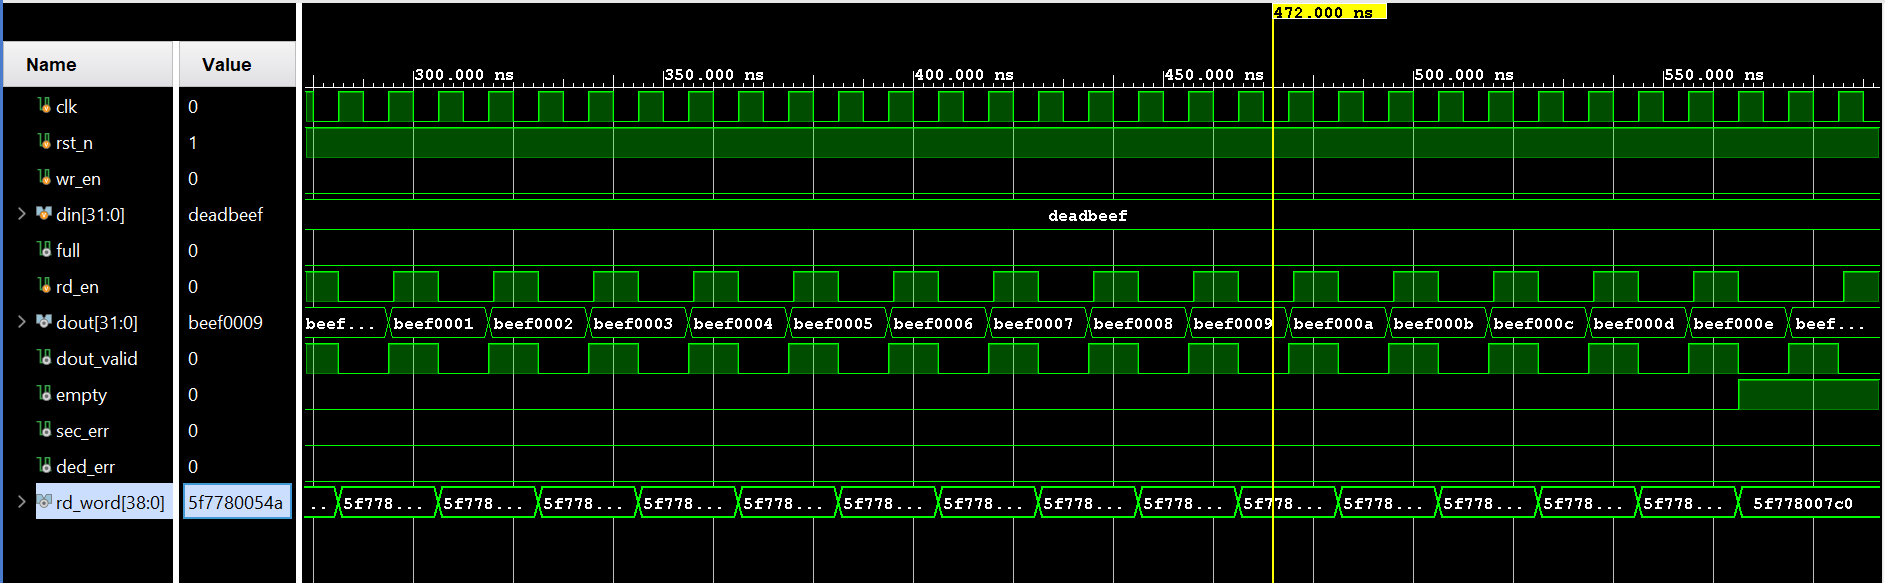 472.000 ns
Name Value
300.000 ns 350.000 ns 400.000 ns 450.000 ns 500.000 ns 550.000 ns
clk 0
rst_n 1
wr_en 0
din[31:0] deadbeef deadbeef
full 0
rd_en 0
dout[31:0] beef0009 beef... beef0001 beef0002 beef0003 beef0004 beef0005 beef0006 beef0007 beef0008 beef0009 beef000a beef000b beef000c beef000d beef000e beef...
dout_valid 0
empty 0
sec_err 0
ded_err 0
rd_word[38:0] 5f7780054a .. 5f778... 5f778... 5f778... 5f778... 5f778... 5f778... 5f778... 5f778... 5f778... 5f778... 5f778... 5f778... 5f778... 5f778... 5f778007c0